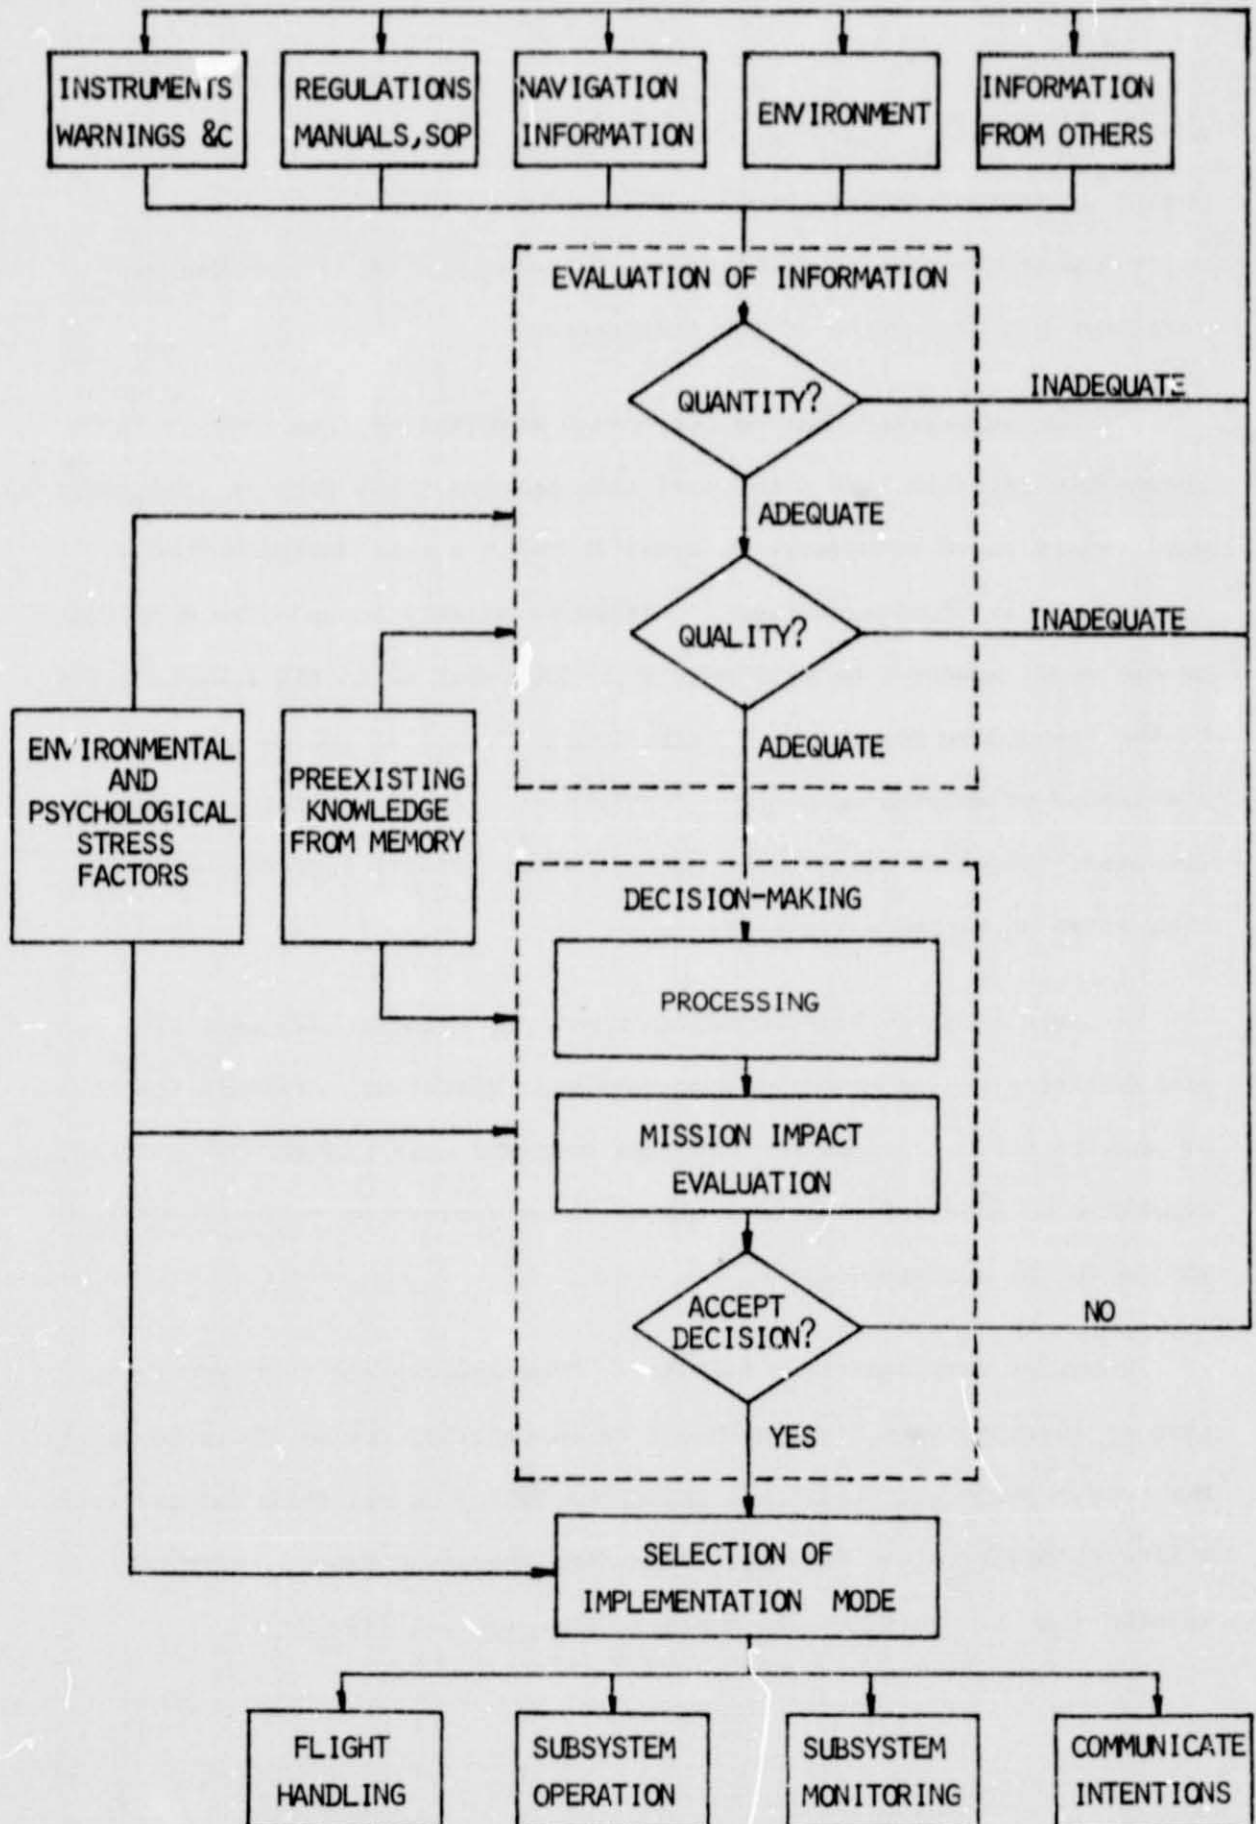 INSTRUMENTS
WARNINGS &C
REGULATIONS
MANUALS, SOP
NAVIGATION
INFORMATION
ENVIRONMENT
INFORMATION
FROM OTHERS
EVALUATION OF INFORMATION
QUANTITY?
INADEQUATE
ADEQUATE
QUALITY?
INADEQUATE
ADEQUATE
ENVIRONMENTAL
AND
PSYCHOLOGICAL
STRESS
FACTORS
PREEXISTING
KNOWLEDGE
FROM MEMORY
DECISION-MAKING
PROCESSING
MISSION IMPACT
EVALUATION
ACCEPT
DECISION?
NO
YES
SELECTION OF
IMPLEMENTATION MODE
FLIGHT
HANDLING
SUBSYSTEM
OPERATION
SUBSYSTEM
MONITORING
COMMUNICATE
INTENTIONS